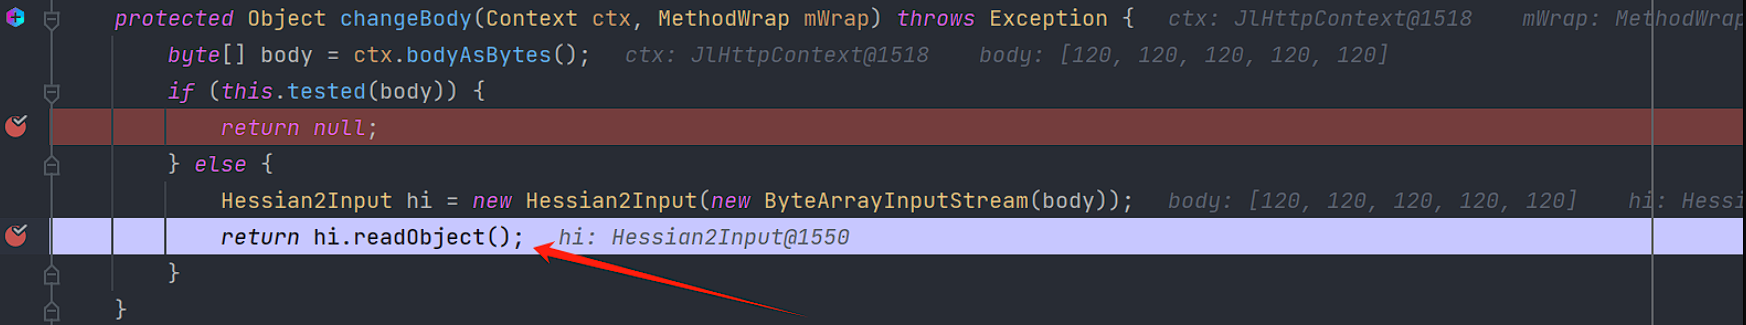 protected Object changeBody(Context ctx, MethodWrap mWrap) throws Exception {   ctx: JlHttpContext@1518    mWrap: MethodWrap
byte[] body = ctx.bodyAsBytes();   ctx: JlHttpContext@1518    body: [120, 120, 120, 120, 120]
if (this.tested(body)) {
return null;
} else {
Hessian2Input hi = new Hessian2Input(new ByteArrayInputStream(body));   body: [120, 120, 120, 120, 120]    hi: Hessi
return hi.readObject();   hi: Hessian2Input@1550
}
}